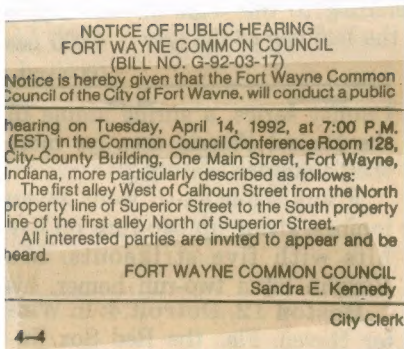 NOTICE OF PUBLIC HEARING
FORT WAYNE COMMON COUNCIL
(BILL NO. G-92-03-17)
Notice is hereby given that the Fort Wayne Common
Council of the City of Fort Wayne, will conduct a public
hearing on Tuesday, April 14, 1992, at 7:00 P.M.
(EST) in the Common Council Conference Room 128,
City-County Building, One Main Street, Fort Wayne,
Indiana, more particularly described as follows:
The first alley West of Calhoun Street from the North
property line of Superior Street to the South property
line of the first alley North of Superior Street.
All interested parties are invited to appear and be
heard.
FORT WAYNE COMMON COUNCIL
Sandra E. Kennedy
City Clerk
4-4